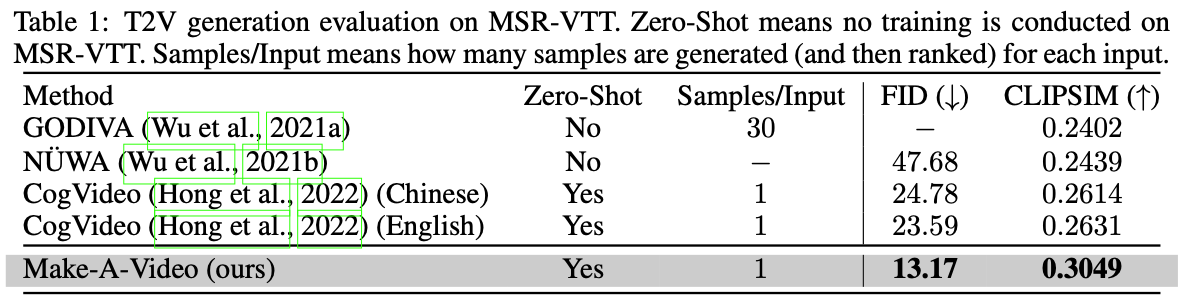 Table 1: T2V generation evaluation on MSR-VTT. Zero-Shot means no training is conducted on
MSR-VTT. Samples/Input means how many samples are generated (and then ranked) for each input.
Method Zero-Shot Samples/Input FID (↓) CLIPSIM (↑)
GODIVA (Wu et al., 2021a) No 30 − 0.2402
NÜWA (Wu et al., 2021b) No − 47.68 0.2439
CogVideo (Hong et al., 2022) (Chinese) Yes 1 24.78 0.2614
CogVideo (Hong et al., 2022) (English) Yes 1 23.59 0.2631
Make-A-Video (ours) Yes 1 13.17 0.3049